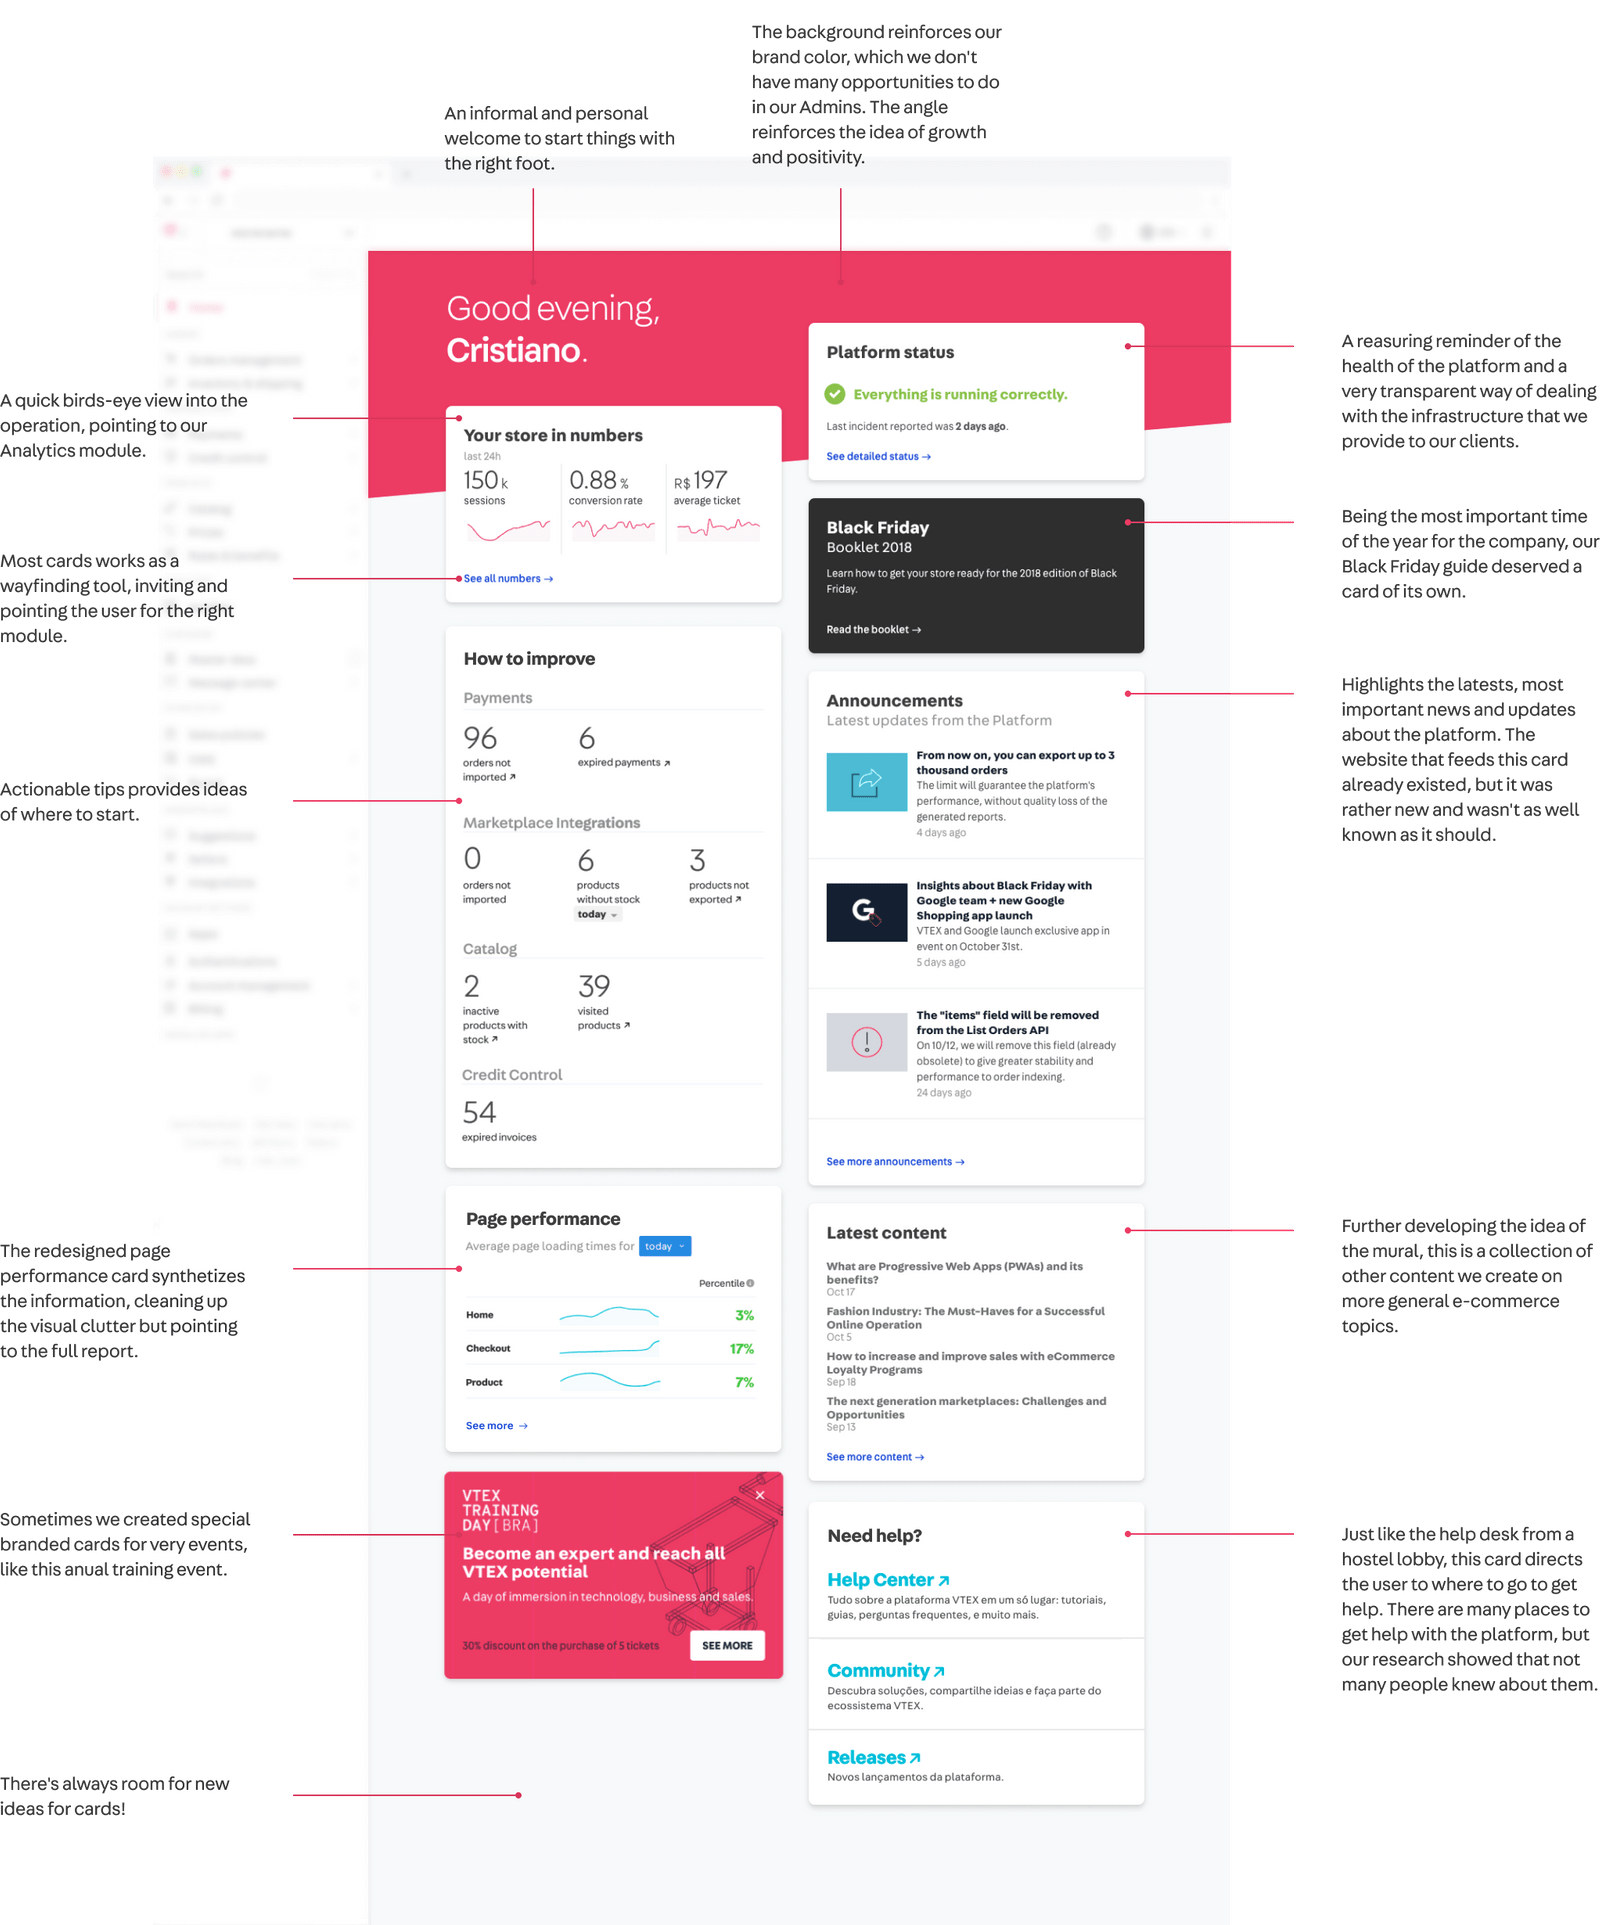 The background reinforces our
brand color, which we don't
have many opportunities to do
in our Admins. The angle
reinforces the idea of growth
and positivity.
An informal and personal
welcome to start things with
the right foot.
Good evening,
Cristiano.
A quick birds-eye view into the
operation, pointing to our
Analytics module.
Most cards works as a
wayfinding tool, inviting and
pointing the user for the right
module.
Actionable tips provides ideas
of where to start.
The redesigned page
performance card synthetizes
the information, cleaning up
the visual clutter but pointing
to the full report.
Sometimes we created special
branded cards for very events,
like this anual training event.
There's always room for new
ideas for cards!
Your store in numbers
last 24h
150 k
sessions
0.88 %
conversion rate
R$ 197
average ticket
See all numbers →
How to improve
Payments
96
orders not
imported ↗
6
expired payments ↗
Marketplace Integrations
0
orders not
imported
6
products
without stock
today
3
products not
exported ↗
Catalog
2
inactive
products with
stock ↗
39
visited
products ↗
Credit Control
54
expired invoices
Page performance
Average page loading times for today
Percentile
Home 3%
Checkout 17%
Product 7%
See more →
VTEX
TRAINING
DAY[BRA]
Become an expert and reach all
VTEX potential
A day of immersion in technology, business and sales.
30% discount on the purchase of 5 tickets
SEE MORE
Platform status
Everything is running correctly.
Last incident reported was 2 days ago.
See detailed status →
Black Friday
Booklet 2018
Learn how to get your store ready for the 2018 edition of Black
Friday.
Read the booklet →
Announcements
Latest updates from the Platform
From now on, you can export up to 3
thousand orders
The limit will guarantee the platform's
performance, without quality loss of the
generated reports.
4 days ago
Insights about Black Friday with
Google team + new Google
Shopping app launch
VTEX and Google launch exclusive app in
event on October 31st.
5 days ago
The "items" field will be removed
from the List Orders API
On 10/12, we will remove this field (already
obsolete) to give greater stability and
performance to order indexing.
24 days ago
See more announcements →
Latest content
What are Progressive Web Apps (PWAs) and its
benefits?
Oct 17
Fashion Industry: The Must-Haves for a Successful
Online Operation
Oct 5
How to increase and improve sales with eCommerce
Loyalty Programs
Sep 18
The next generation marketplaces: Challenges and
Opportunities
Sep 13
See more content →
Need help?
Help Center ↗
Tudo sobre a plataforma VTEX em um só lugar: tutoriais,
guias, perguntas frequentes, e muito mais.
Community ↗
Descubra soluções, compartilhe ideias e faça parte do
ecossistema VTEX.
Releases ↗
Novos lançamentos da plataforma.
A reasuring reminder of the
health of the platform and a
very transparent way of dealing
with the infrastructure that we
provide to our clients.
Being the most important time
of the year for the company, our
Black Friday guide deserved a
card of its own.
Highlights the latests, most
important news and updates
about the platform. The
website that feeds this card
already existed, but it was
rather new and wasn't as well
known as it should.
Further developing the idea of
the mural, this is a collection of
other content we create on
more general e-commerce
topics.
Just like the help desk from a
hostel lobby, this card directs
the user to where to go to get
help. There are many places to
get help with the platform, but
our research showed that not
many people knew about them.